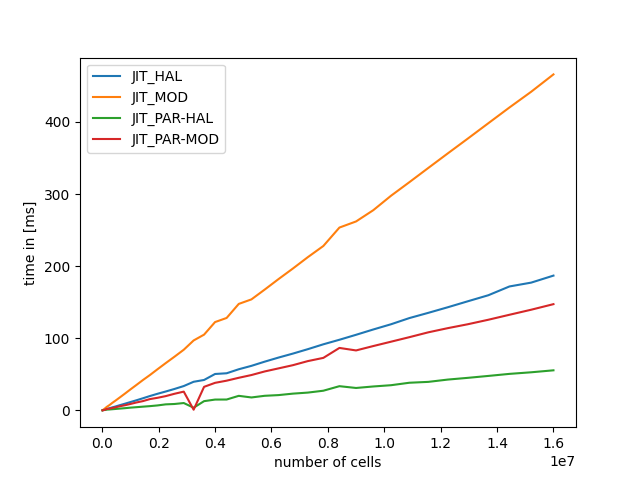 JIT_HAL
JIT_MOD
JIT_PAR-HAL
JIT_PAR-MOD
400
300
200
100
0
time in [ms]
0.0 0.2 0.4 0.6 0.8 1.0 1.2 1.4 1.6
1e7
number of cells